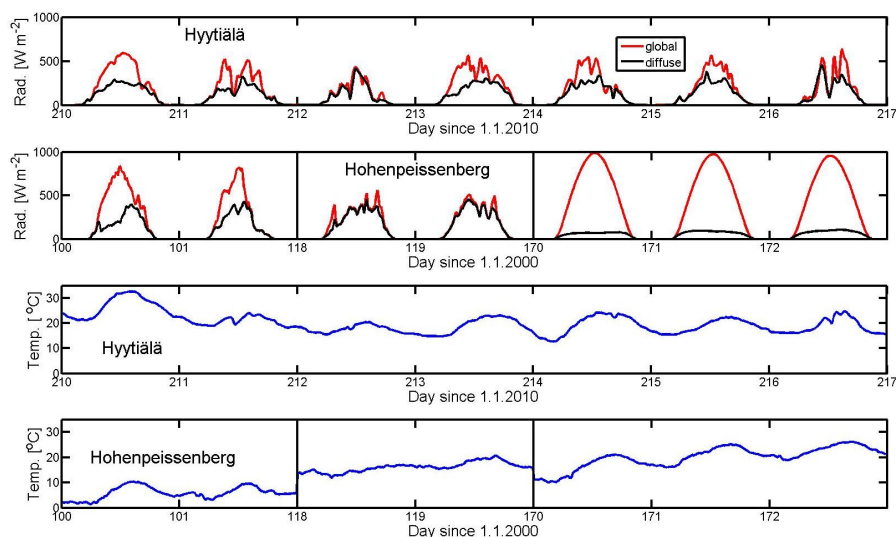 1000
500
0
Rad. [W m⁻²]
Hyytiälä
global
diffuse
210 211 212 213 214 215 216 217
Day since 1.1.2010
1000
500
0
Rad. [W m⁻²]
Hohenpeissenberg
100 101 118 119 170 171 172
Day since 1.1.2000
30
20
10
0
Temp. [ °C]
Hyytiälä
210 211 212 213 214 215 216 217
Day since 1.1.2010
30
20
10
0
Temp. [°C]
Hohenpeissenberg
100 101 118 119 170 171 172
Day since 1.1.2000